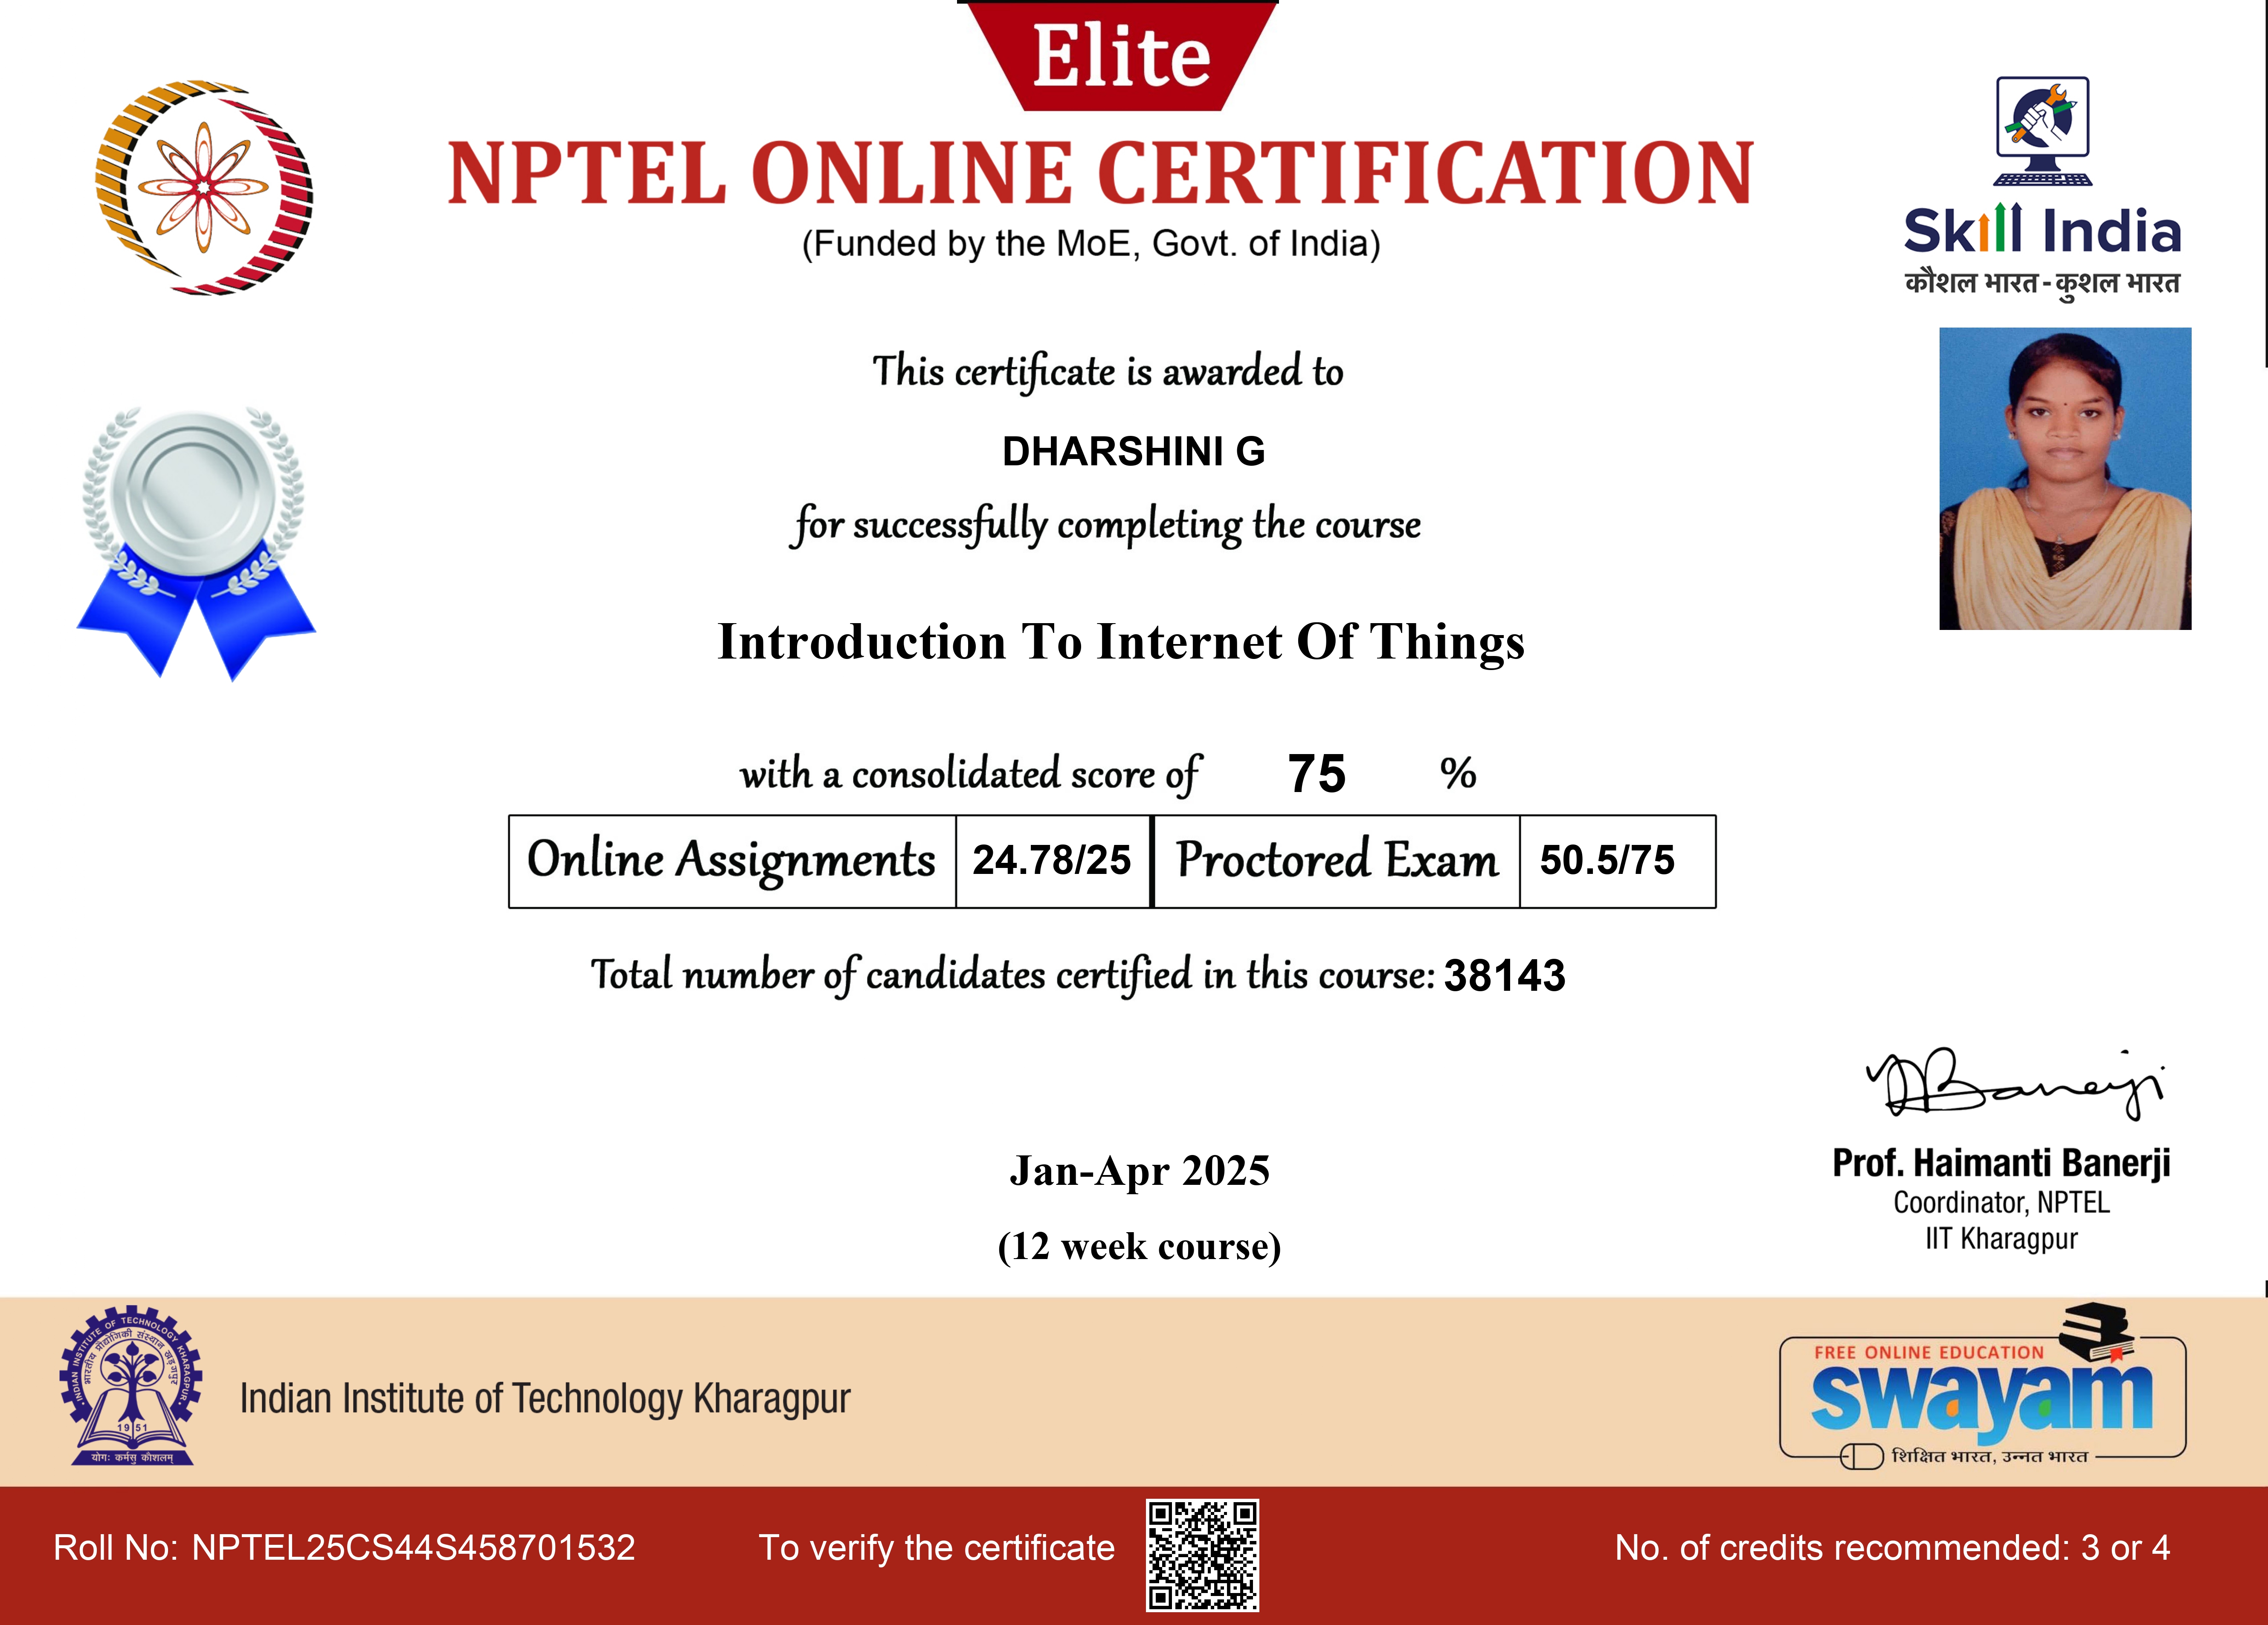 Elite
NPTEL ONLINE CERTIFICATION
(Funded by the MoE, Govt. of India)
Skill India
कौशल भारत - कुशल भारत
This certificate is awarded to
DHARSHINI G
for successfully completing the course
Introduction To Internet Of Things
with a consolidated score of 75 %
Online Assignments 24.78/25 Proctored Exam 50.5/75
Total number of candidates certified in this course: 38143
Jan-Apr 2025
(12 week course)
Banerji
Prof. Haimanti Banerji
Coordinator, NPTEL
IIT Kharagpur
INDIAN INSTITUTE OF TECHNOLOGY KHARAGPUR
भारतीय प्रौद्योगिकी संस्थान खड़गपुर
1951
योगः कर्मसु कौशलम्
Indian Institute of Technology Kharagpur
FREE ONLINE EDUCATION
swayam
शिक्षित भारत, उन्नत भारत
Roll No: NPTEL25CS44S458701532
To verify the certificate
No. of credits recommended: 3 or 4